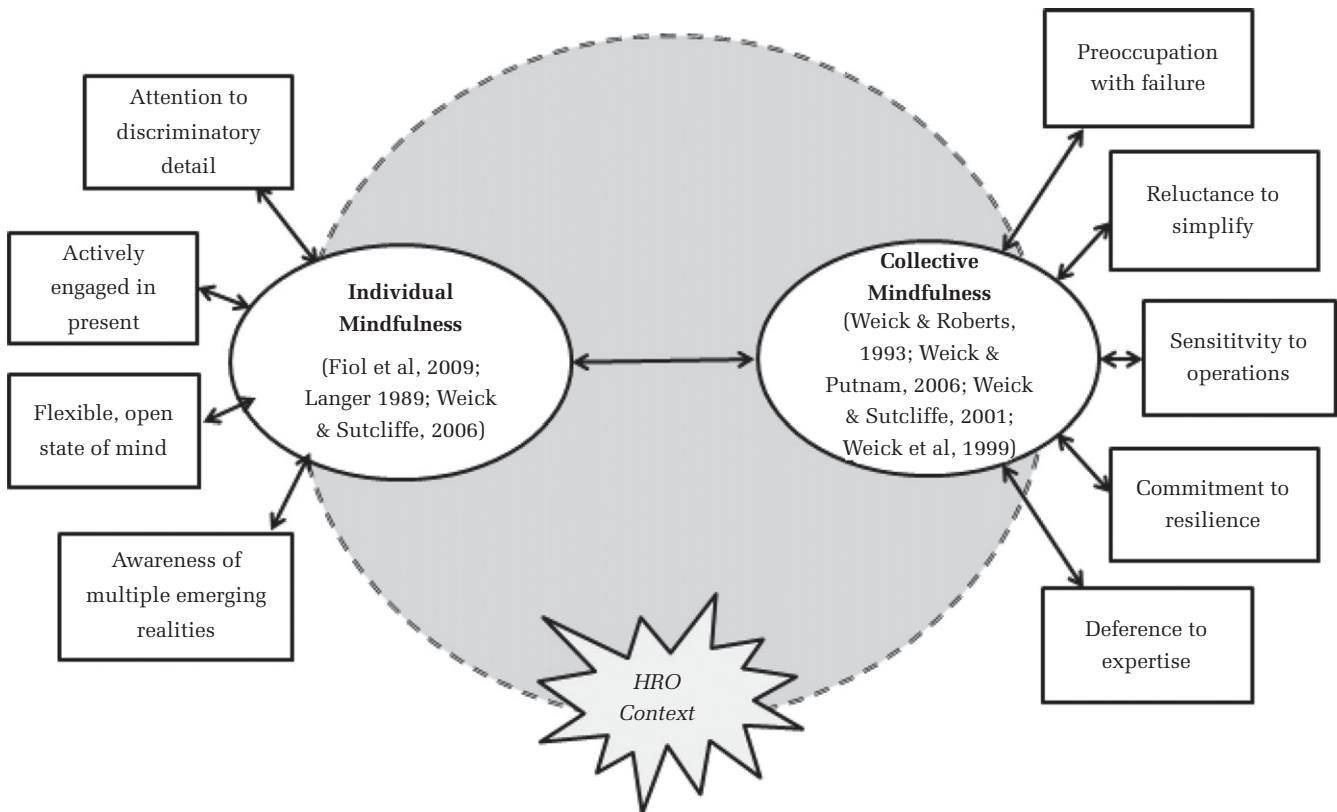 Attention to
discriminatory
detail
Actively
engaged in
present
Flexible, open
state of mind
Awareness of
multiple emerging
realities
Individual
Mindfulness
(Fiol et al, 2009;
Langer 1989; Weick
& Sutcliffe, 2006)
Collective
Mindfulness
(Weick & Roberts,
1993; Weick &
Putnam, 2006; Weick
& Sutcliffe, 2001;
Weick et al, 1999)
Preoccupation
with failure
Reluctance to
simplify
Sensititvity to
operations
Commitment to
resilience
Deference to
expertise
HRO
Context